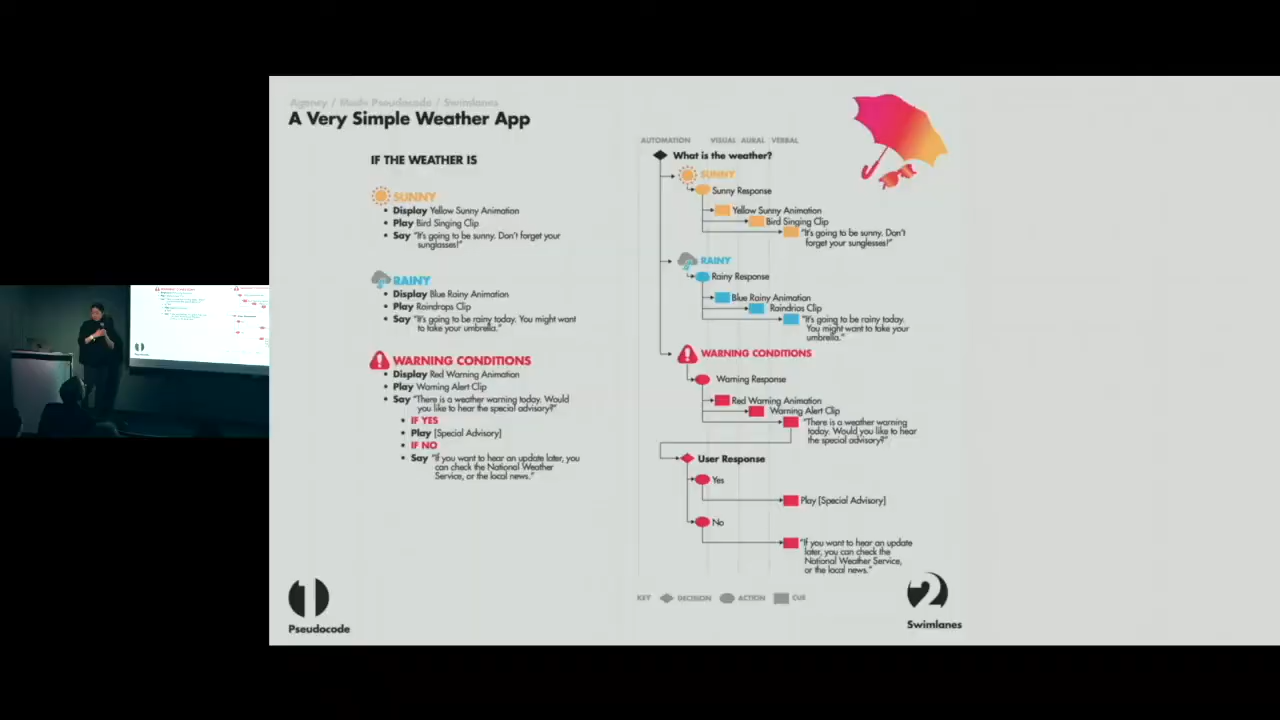 Agency / Study Pseudocode / Swimlanes
A Very Simple Weather App
IF THE WEATHER IS
SUNNY
• Display Yellow Sunny Animation
• Play Bird Singing Clip
• Say "It's going to be sunny. Don't forget your
sunglasses!"
RAINY
• Display Blue Rainy Animation
• Play Raindrops Clip
• Say "It's going to be rainy today. You might want
to take your umbrella."
WARNING CONDITIONS
• Display Red Warning Animation
• Play Warning Alert Clip
• Say "There is a weather warning today. Would
you like to hear the special advisory?"
• IF YES
• Play [Special Advisory]
• IF NO
• Say "If you want to hear an update later, you
can check the National Weather
Service, or the local news."
1
Pseudocode
AUTOMATION VISUAL AURAL VERBAL
What is the weather?
SUNNY
Sunny Response
Yellow Sunny Animation
Bird Singing Clip
"It's going to be sunny. Don't
forget your sunglesses!"
RAINY
Rainy Response
Blue Rainy Animation
Raindrios Clip
"It's going to be rainy today.
You might want to take your
umbrella."
WARNING CONDITIONS
Warning Response
Red Warning Animation
Warning Alert Clip
"There is a weather warning
today. Would you like to hear
the special advisory?"
User Response
Yes
Play [Special Advisory]
No
"If you want to hear an update
later, you can check the
National Weather Service,
or the local news."
KEY DECISION ACTION CUE
2
Swimlanes